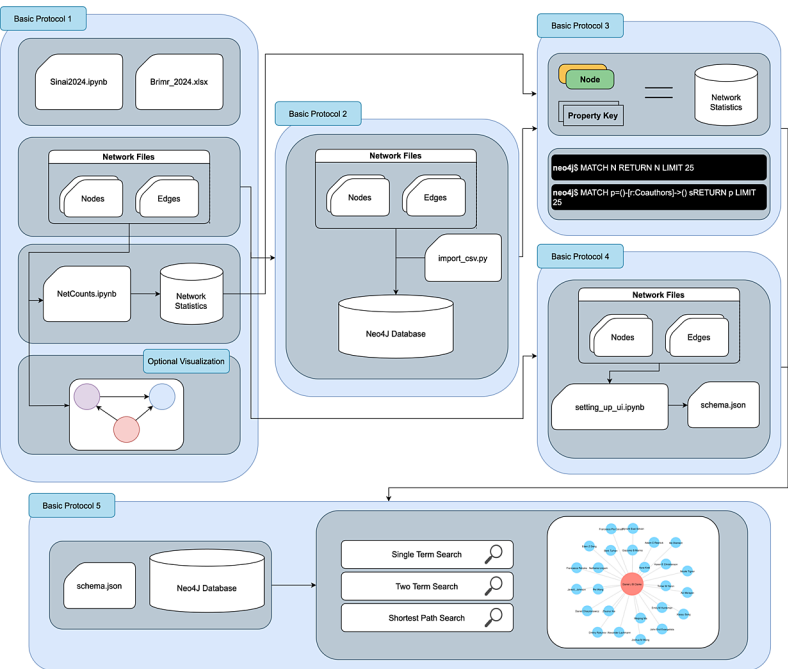 Basic Protocol 1
Sinai2024.ipynb
Brimr_2024.xlsx
Network Files
Nodes
Edges
NetCounts.ipynb
Network
Statistics
Optional Visualization
Basic Protocol 2
Network Files
Nodes
Edges
import_csv.py
Neo4J Database
Basic Protocol 3
Node
Property Key
Network
Statistics
neo4j$ MATCH N RETURN N LIMIT 25
neo4j$ MATCH p=()-[r:Coauthors]->() sRETURN p LIMIT
25
Basic Protocol 4
Network Files
Nodes
Edges
setting_up_ui.ipynb
schema.json
Basic Protocol 5
schema.json
Neo4J Database
Single Term Search
Two Term Search
Shortest Path Search